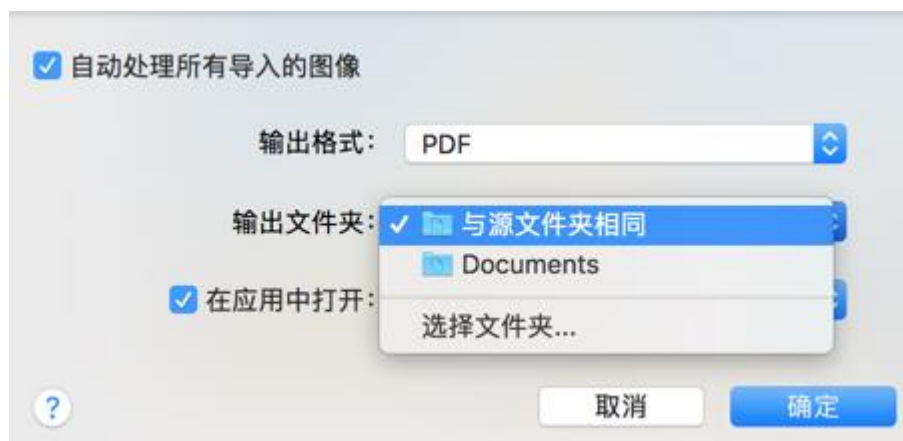 自动处理所有导入的图像
输出格式： PDF
输出文件夹： ✓ 与源文件夹相同
Documents
在应用中打开：
选择文件夹...
? 取消 确定